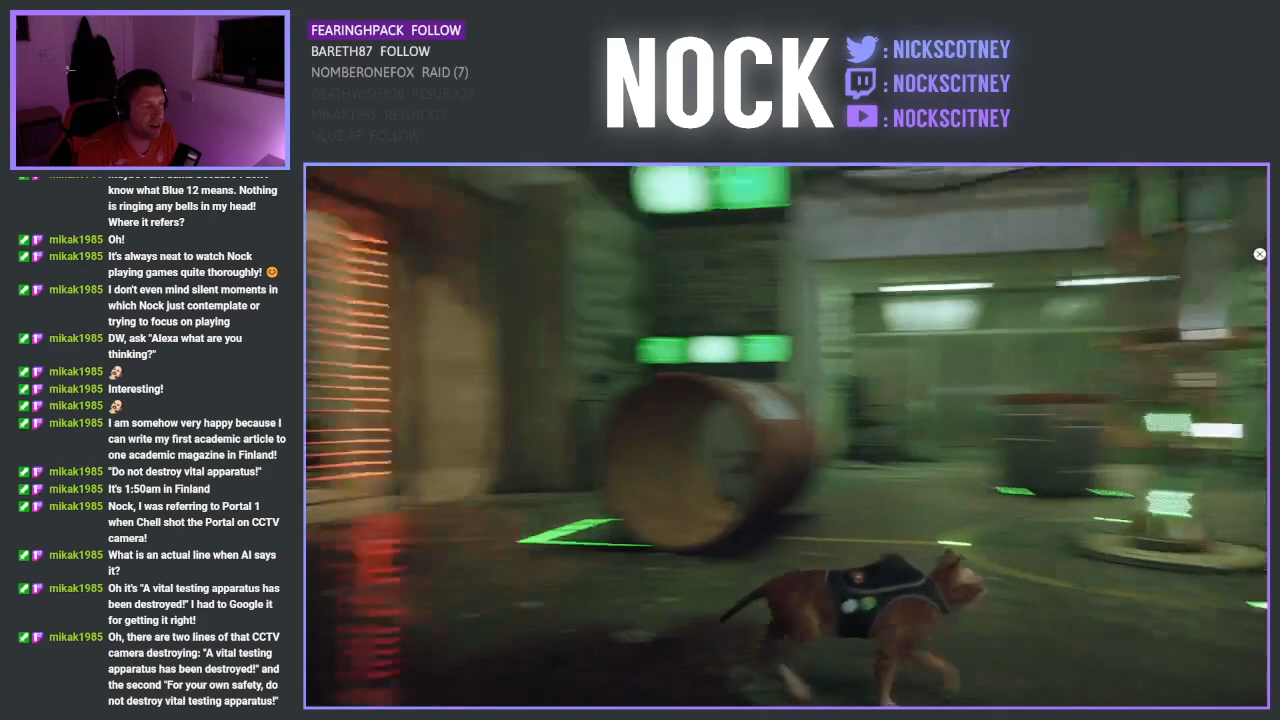 FEARINGHPACK FOLLOW
BARETH87 FOLLOW
NOMBERONEFOX RAID (7)
DEATHWISH808 RESUB X27
MIKAK1985 RESUB X19
NOCK
: NICKSCOTNEY
: NOCKSCITNEY
: NOCKSCITNEY
know what Blue 12 means. Nothing
is ringing any bells in my head!
Where it refers?
mikak1985 Oh!
mikak1985 It's always neat to watch Nock
playing games quite thoroughly! 😊
mikak1985 I don't even mind silent moments in
which Nock just contemplate or
trying to focus on playing
mikak1985 DW, ask "Alexa what are you
thinking?"
mikak1985
mikak1985 Interesting!
mikak1985
mikak1985 I am somehow very happy because I
can write my first academic article to
one academic magazine in Finland!
mikak1985 "Do not destroy vital apparatus!"
mikak1985 It's 1:50am in Finland
mikak1985 Nock, I was referring to Portal 1
when Chell shot the Portal on CCTV
camera!
mikak1985 What is an actual line when AI says
it?
mikak1985 Oh it's "A vital testing apparatus has
been destroyed!" I had to Google it
for getting it right!
mikak1985 Oh, there are two lines of that CCTV
camera destroying: "A vital testing
apparatus has been destroyed!" and
the second "For your own safety, do
not destroy vital testing apparatus!"